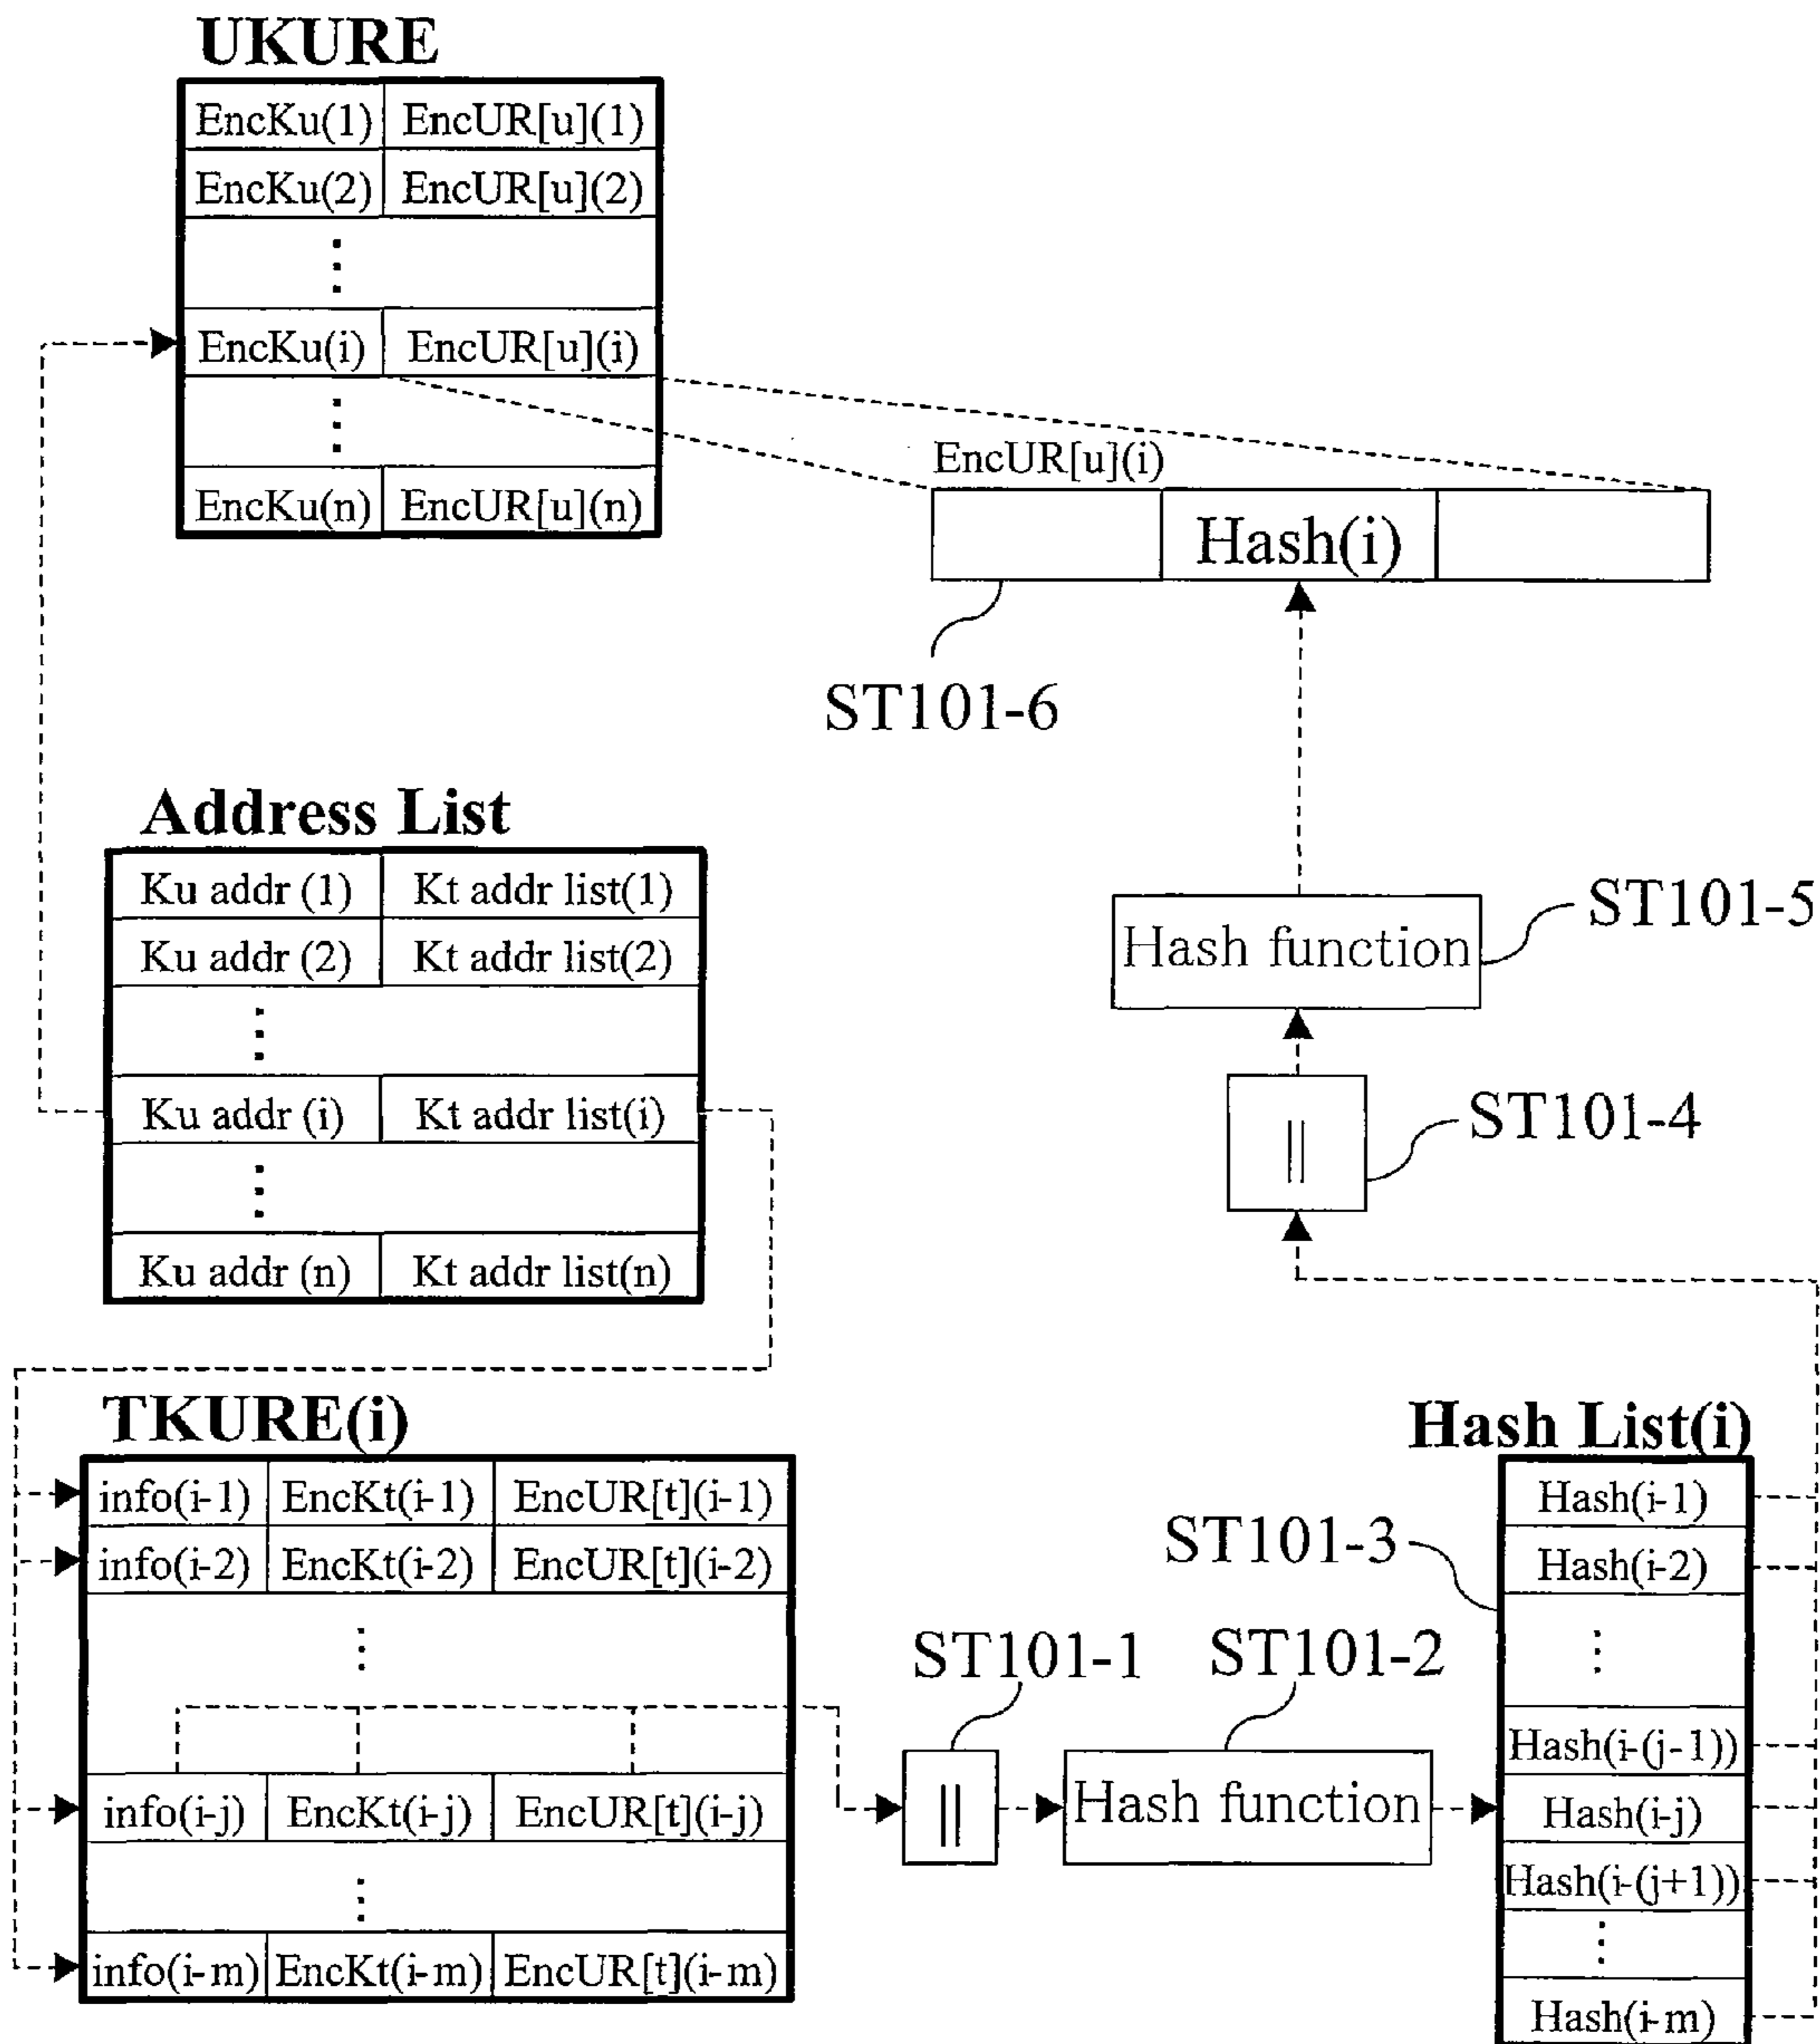 UKURE
EncKu(1) EncUR[u](1)
EncKu(2) EncUR[u](2)
⋮
EncKu(i) EncUR[u](i)
⋮
EncKu(n) EncUR[u](n)
EncUR[u](i)
Hash(i)
ST101-6
Address List
Ku addr (1) Kt addr list(1)
Ku addr (2) Kt addr list(2)
⋮
Ku addr (i) Kt addr list(i)
⋮
Ku addr (n) Kt addr list(n)
Hash function
ST101-5
||
ST101-4
TKURE(i)
info(i-1) EncKt(i-1) EncUR[t](i-1)
info(i-2) EncKt(i-2) EncUR[t](i-2)
⋮
info(i-j) EncKt(i-j) EncUR[t](i-j)
⋮
info(i-m) EncKt(i-m) EncUR[t](i-m)
ST101-1
||
ST101-2
Hash function
ST101-3
Hash List(i)
Hash(i-1)
Hash(i-2)
⋮
Hash(i-(j-1))
Hash(i-j)
Hash(i-(j+1))
⋮
Hash(i-m)